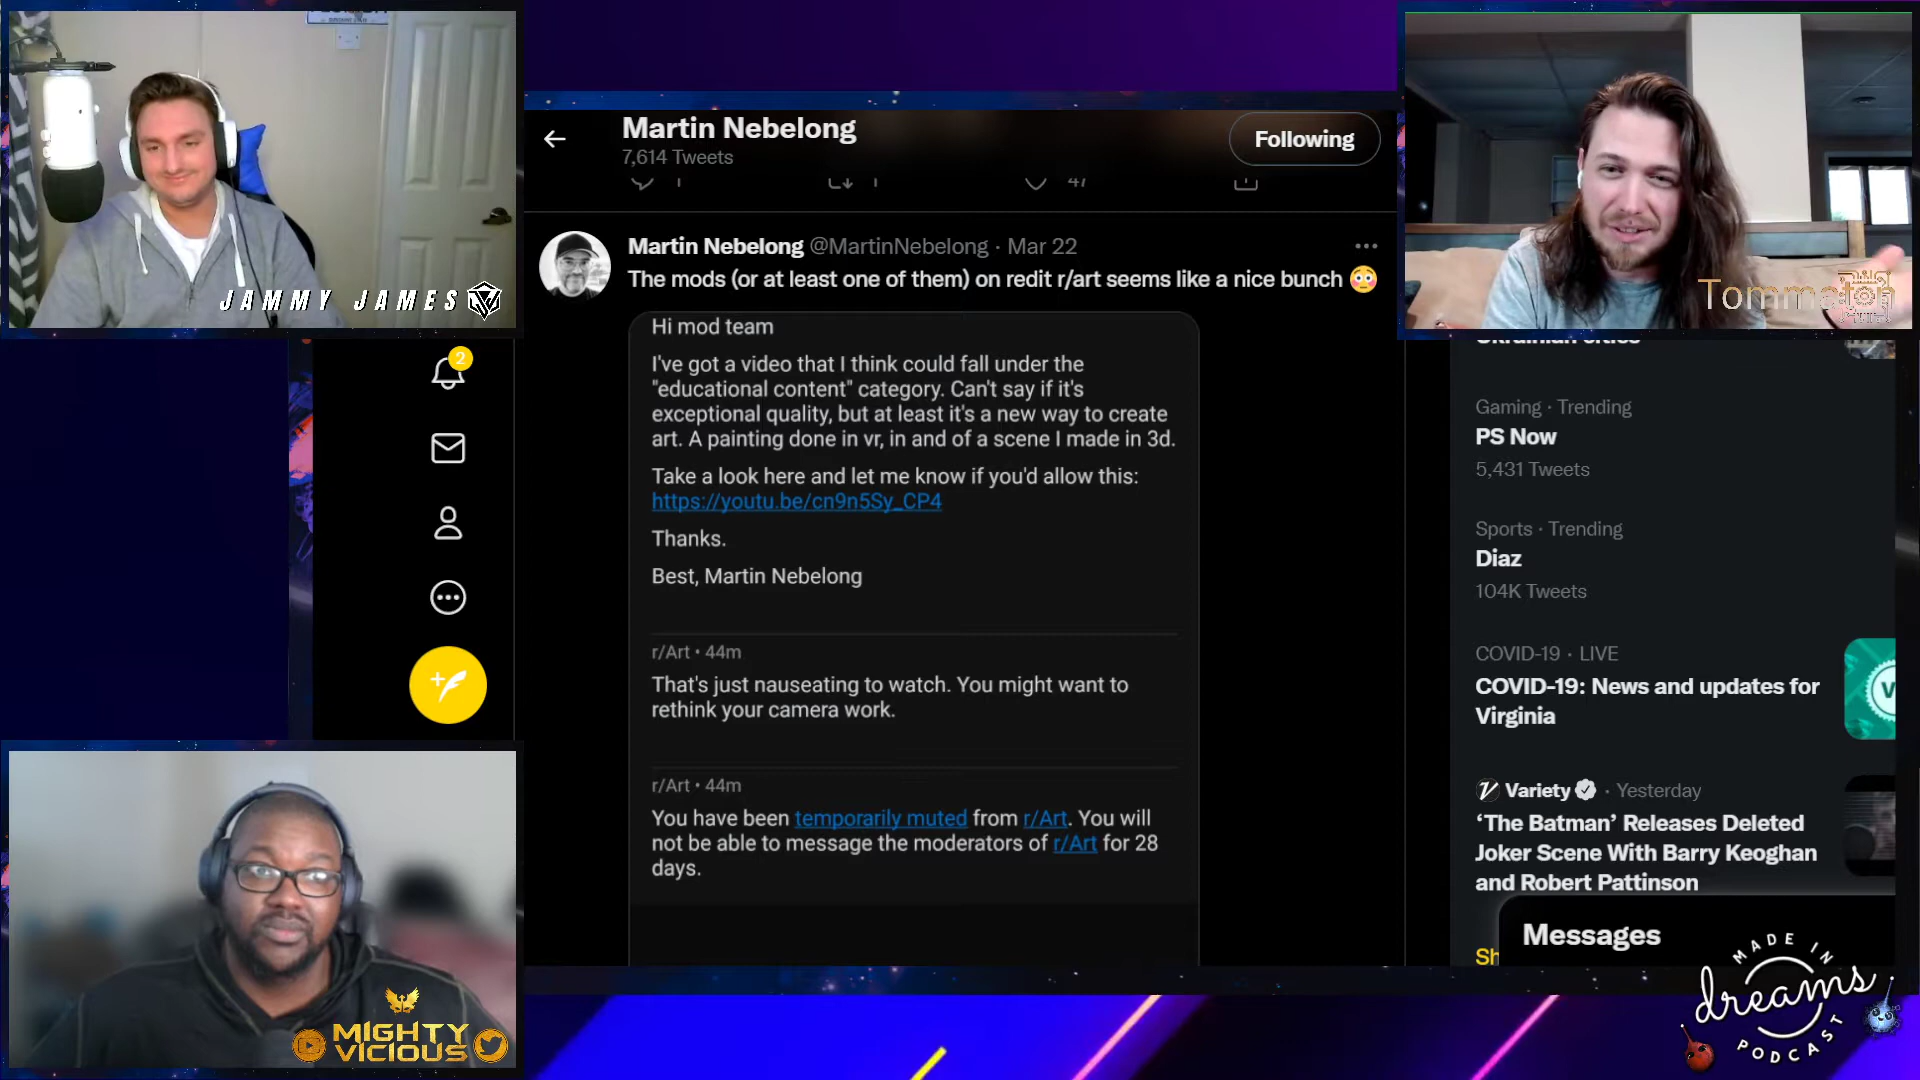 JAMMY JAMES
Martin Nebelong
7,614 Tweets
Following
1
1
47
Martin Nebelong @MartinNebelong · Mar 22
The mods (or at least one of them) on redit r/art seems like a nice bunch 😳
Hi mod team
I've got a video that I think could fall under the
"educational content" category. Can't say if it's
exceptional quality, but at least it's a new way to create
art. A painting done in vr, in and of a scene I made in 3d.
Take a look here and let me know if you'd allow this:
https://youtu.be/cn9n5Sy_CP4
Thanks.
Best, Martin Nebelong
r/Art • 44m
That's just nauseating to watch. You might want to
rethink your camera work.
r/Art • 44m
You have been temporarily muted from r/Art. You will
not be able to message the moderators of r/Art for 28
days.
2
Tommaton
Ukrainian cities
Gaming · Trending
PS Now
5,431 Tweets
Sports · Trending
Diaz
104K Tweets
COVID-19 · LIVE
COVID-19: News and updates for
Virginia
Variety · Yesterday
'The Batman' Releases Deleted
Joker Scene With Barry Keoghan
and Robert Pattinson
Sh
Messages
MIGHTY
VICIOUS
MADE IN
dreams
PODCAST